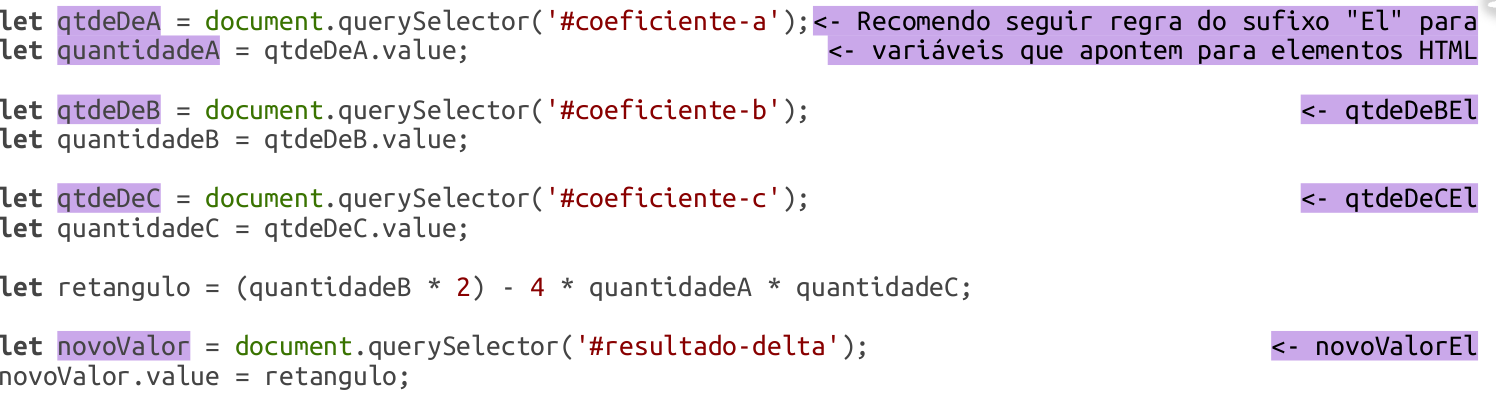 let qtdeDeA = document.querySelector('#coeficiente-a'); <- Recomendo seguir regra do sufixo "El" para
let quantidadeA = qtdeDeA.value; <- variáveis que apontem para elementos HTML
let qtdeDeB = document.querySelector('#coeficiente-b'); <- qtdeDeBEl
let quantidadeB = qtdeDeB.value;
let qtdeDeC = document.querySelector('#coeficiente-c'); <- qtdeDeCEl
let quantidadeC = qtdeDeC.value;
let retangulo = (quantidadeB * 2) - 4 * quantidadeA * quantidadeC;
let novoValor = document.querySelector('#resultado-delta'); <- novoValorEl
novoValor.value = retangulo;